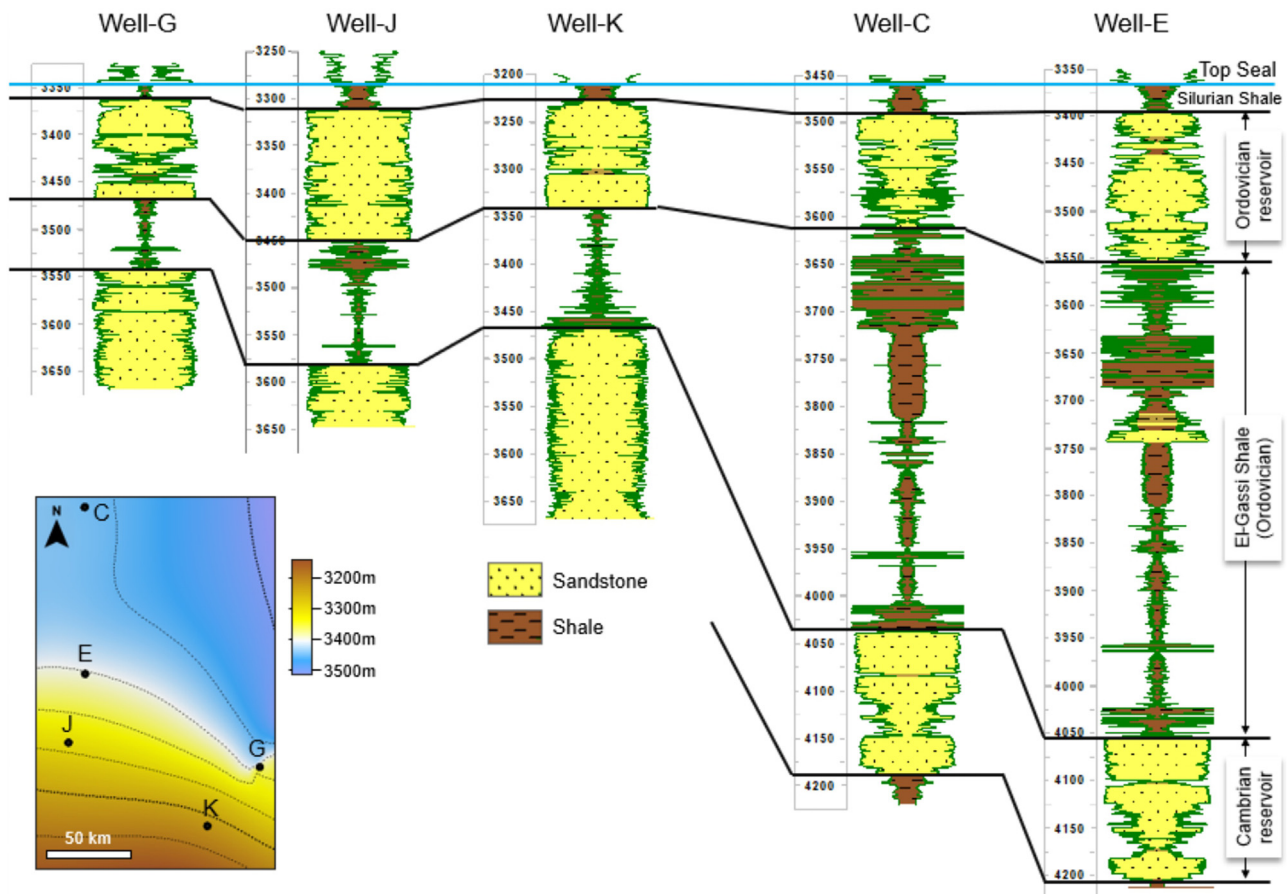 Well-G
Well-J
Well-K
Well-C
Well-E
3350
3400
3450
3500
3550
3600
3650
3250
3300
3350
3400
3450
3500
3550
3600
3650
3200
3250
3300
3350
3400
3450
3500
3550
3600
3650
3450
3500
3550
3600
3650
3700
3750
3800
3850
3900
3950
4000
4050
4100
4150
4200
3350
3400
3450
3500
3550
3600
3650
3700
3750
3800
3850
3900
3950
4000
4050
4100
4150
4200
Top Seal
Silurian Shale
Ordovician
reservoir
El-Gassi Shale
(Ordovician)
Cambrian
reservoir
N
C
E
J
G
K
50 km
3200m
3300m
3400m
3500m
Sandstone
Shale